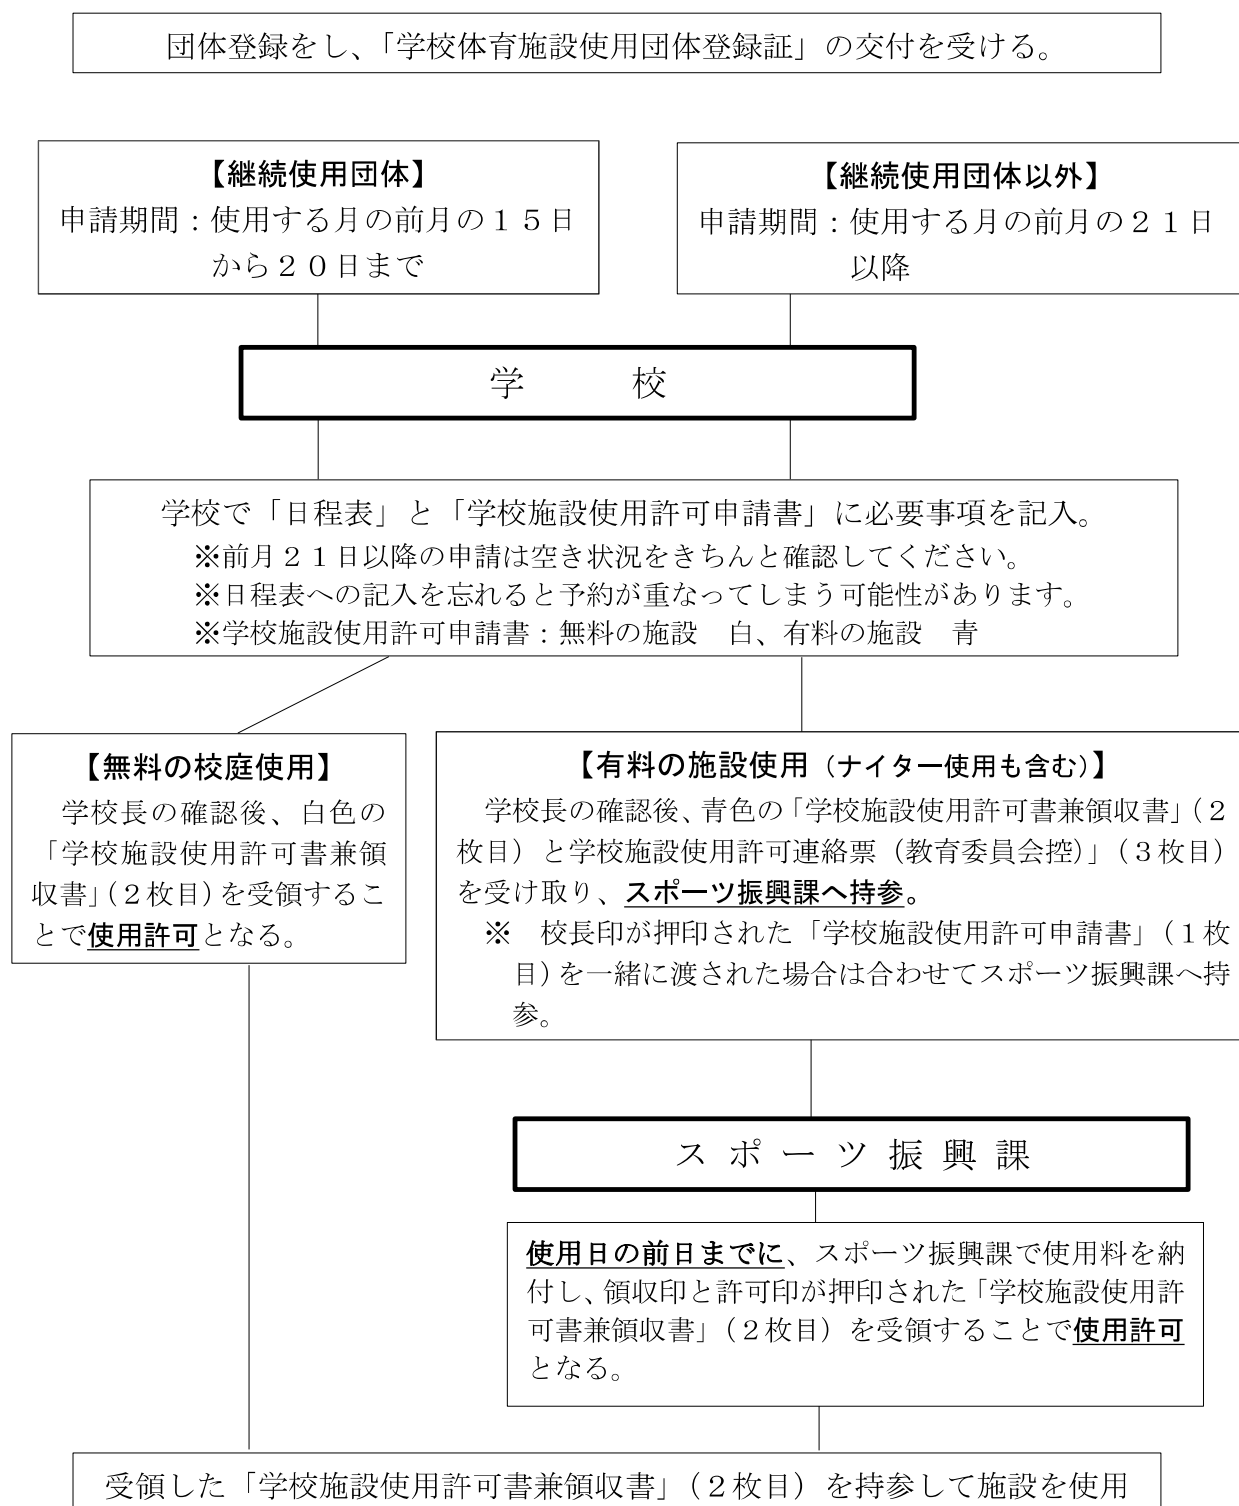 団体登録をし、「学校体育施設使用団体登録証」の交付を受ける。
【継続使用団体】
申請期間：使用する月の前月の１５日
から２０日まで
【継続使用団体以外】
申請期間：使用する月の前月の２１日
以降
学　校
学校で「日程表」と「学校施設使用許可申請書」に必要事項を記入。
※前月２１日以降の申請は空き状況をきちんと確認してください。
※日程表への記入を忘れると予約が重なってしまう可能性があります。
※学校施設使用許可申請書：無料の施設　白、有料の施設　青
【無料の校庭使用】
学校長の確認後、白色の
「学校施設使用許可書兼領
収書」（２枚目）を受領するこ
とで使用許可となる。
【有料の施設使用（ナイター使用も含む）】
学校長の確認後、青色の「学校施設使用許可書兼領収書」（２
枚目）と学校施設使用許可連絡票（教育委員会控）」（３枚目）
を受け取り、スポーツ振興課へ持参。
※　校長印が押印された「学校施設使用許可申請書」（１枚
目）を一緒に渡された場合は合わせてスポーツ振興課へ持
参。
スポーツ振興課
使用日の前日までに、スポーツ振興課で使用料を納
付し、領収印と許可印が押印された「学校施設使用許
可書兼領収書」（２枚目）を受領することで使用許可
となる。
受領した「学校施設使用許可書兼領収書」（２枚目）を持参して施設を使用